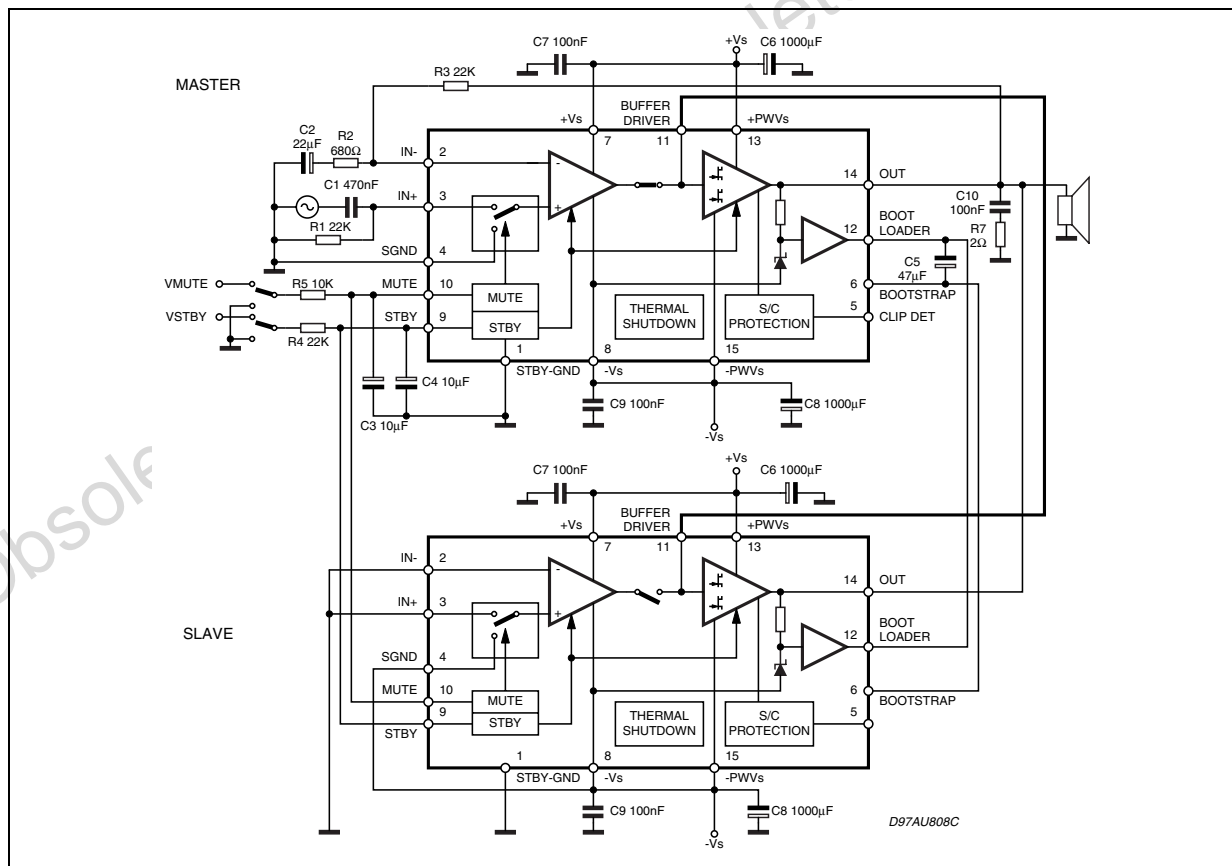 C7 100nF
+Vs
C6 1000µF
MASTER
R3 22K
BUFFER
DRIVER
+Vs
+PWVs
7
11
13
C2
22µF
R2
680Ω
IN-
2
14
OUT
C1 470nF
IN+
3
C10
100nF
R1 22K
BOOT
LOADER
12
R7
2Ω
SGND
4
C5
47µF
VMUTE
R5 10K
MUTE
10
MUTE
THERMAL
SHUTDOWN
S/C
PROTECTION
6
BOOTSTRAP
VSTBY
R4 22K
STBY
9
STBY
5
CLIP DET
1
8
15
STBY-GND
-Vs
-PWVs
C4 10µF
C3 10µF
C9 100nF
C8 1000µF
-Vs
+Vs
C7 100nF
C6 1000µF
BUFFER
DRIVER
+Vs
+PWVs
7
11
13
IN-
2
14
OUT
IN+
3
SLAVE
BOOT
LOADER
12
SGND
4
MUTE
10
MUTE
6
BOOTSTRAP
9
STBY
STBY
THERMAL
SHUTDOWN
S/C
PROTECTION
5
1
8
15
STBY-GND
-Vs
-PWVs
C9 100nF
C8 1000µF
-Vs
D97AU808C